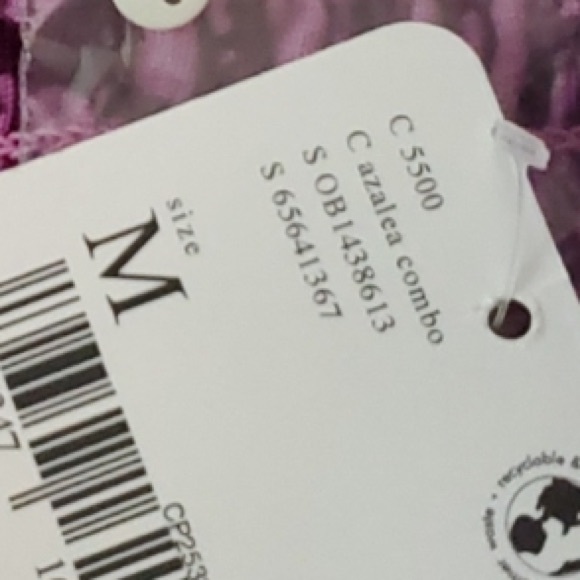 C 5500
C azalea combo
S OB1438613
S 65641367
size
M
recyclable &